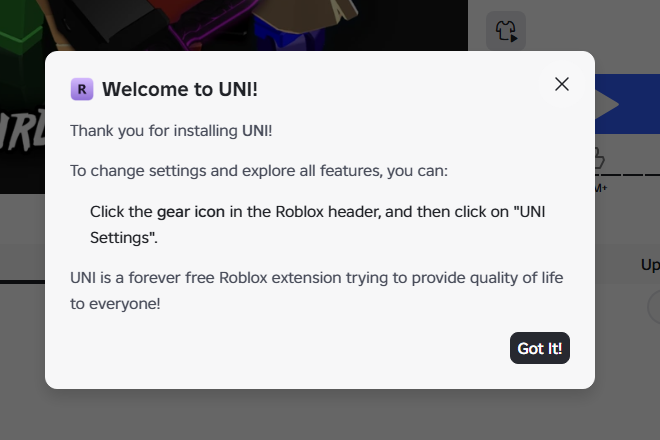 R Welcome to UNI!
Thank you for installing UNI!
To change settings and explore all features, you can:
Click the gear icon in the Roblox header, and then click on "UNI
Settings".
UNI is a forever free Roblox extension trying to provide quality of life
to everyone!
Got It!
M+
Up